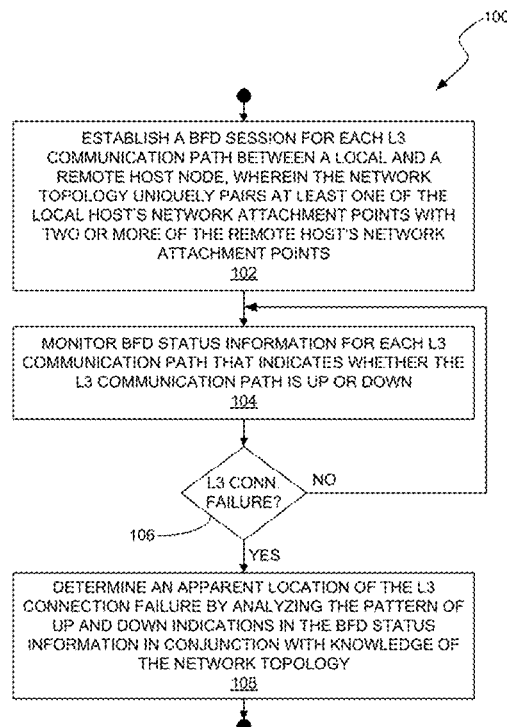 100
ESTABLISH A BFD SESSION FOR EACH L3
COMMUNICATION PATH BETWEEN A LOCAL AND A
REMOTE HOST NODE, WHEREIN THE NETWORK
TOPOLOGY UNIQUELY PAIRS AT LEAST ONE OF THE
LOCAL HOST'S NETWORK ATTACHMENT POINTS WITH
TWO OR MORE OF THE REMOTE HOST'S NETWORK
ATTACHMENT POINTS
102
MONITOR BFD STATUS INFORMATION FOR EACH L3
COMMUNICATION PATH THAT INDICATES WHETHER THE
L3 COMMUNICATION PATH IS UP OR DOWN
104
L3 CONN.
FAILURE?
NO
106
YES
DETERMINE AN APPARENT LOCATION OF THE L3
CONNECTION FAILURE BY ANALYZING THE PATTERN OF
UP AND DOWN INDICATIONS IN THE BFD STATUS
INFORMATION IN CONJUNCTION WITH KNOWLEDGE OF
THE NETWORK TOPOLOGY
108